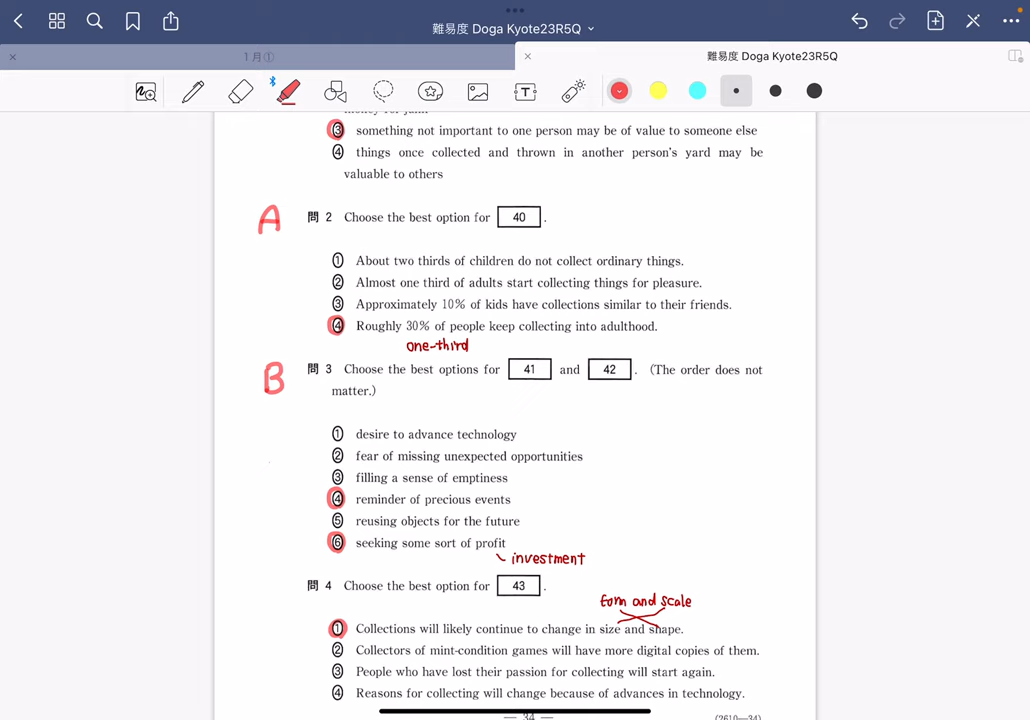 難易度 Doga Kyote23R5Q
1 月①
難易度 Doga Kyote23R5Q
③ something not important to one person may be of value to someone else
④ things once collected and thrown in another person's yard may be
valuable to others
A
問 2 Choose the best option for 40 .
① About two thirds of children do not collect ordinary things.
② Almost one third of adults start collecting things for pleasure.
③ Approximately 10% of kids have collections similar to their friends.
④ Roughly 30% of people keep collecting into adulthood.
one-third
B
問 3 Choose the best options for 41 and 42 . (The order does not
matter.)
① desire to advance technology
② fear of missing unexpected opportunities
③ filling a sense of emptiness
④ reminder of precious events
⑤ reusing objects for the future
⑥ seeking some sort of profit
investment
問 4 Choose the best option for 43 .
form and scale
① Collections will likely continue to change in size and shape.
② Collectors of mint-condition games will have more digital copies of them.
③ People who have lost their passion for collecting will start again.
④ Reasons for collecting will change because of advances in technology.
— 34 —
(2610—34)